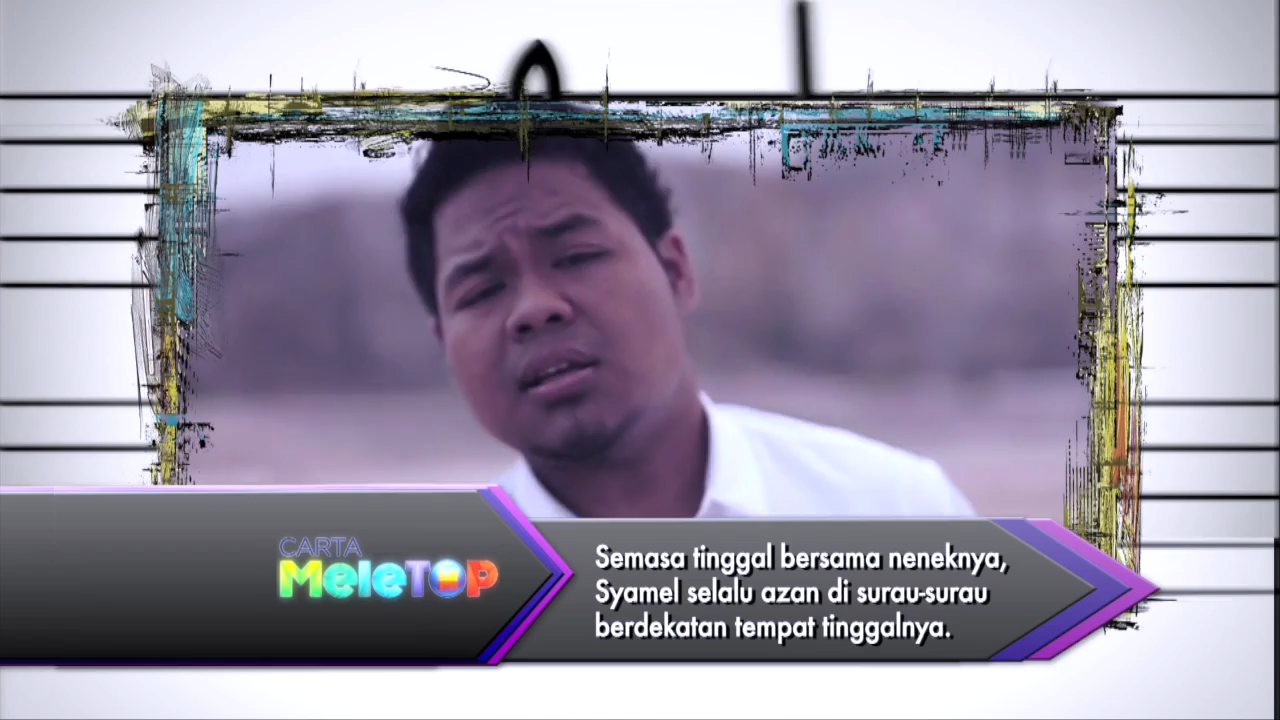 CARTA
MeleTOP
Semasa tinggal bersama neneknya,
Syamel selalu azan di surau-surau
berdekatan tempat tinggalnya.